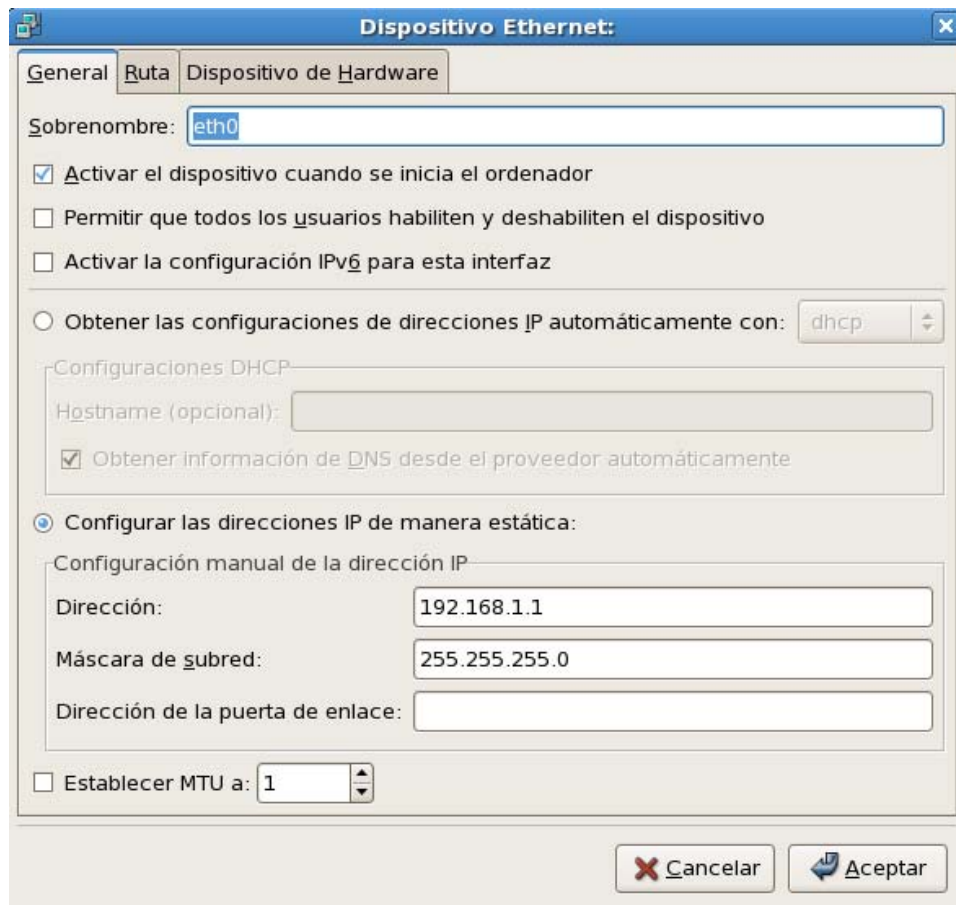 Dispositivo Ethernet:
General Ruta Dispositivo de Hardware
Sobrenombre: eth0
Activar el dispositivo cuando se inicia el ordenador
Permitir que todos los usuarios habiliten y deshabiliten el dispositivo
Activar la configuración IPv6 para esta interfaz
Obtener las configuraciones de direcciones IP automáticamente con: dhcp
Configuraciones DHCP
Hostname (opcional):
Obtener información de DNS desde el proveedor automáticamente
Configurar las direcciones IP de manera estática:
Configuración manual de la dirección IP
Dirección: 192.168.1.1
Máscara de subred: 255.255.255.0
Dirección de la puerta de enlace:
Establecer MTU a: 1
Cancelar Aceptar